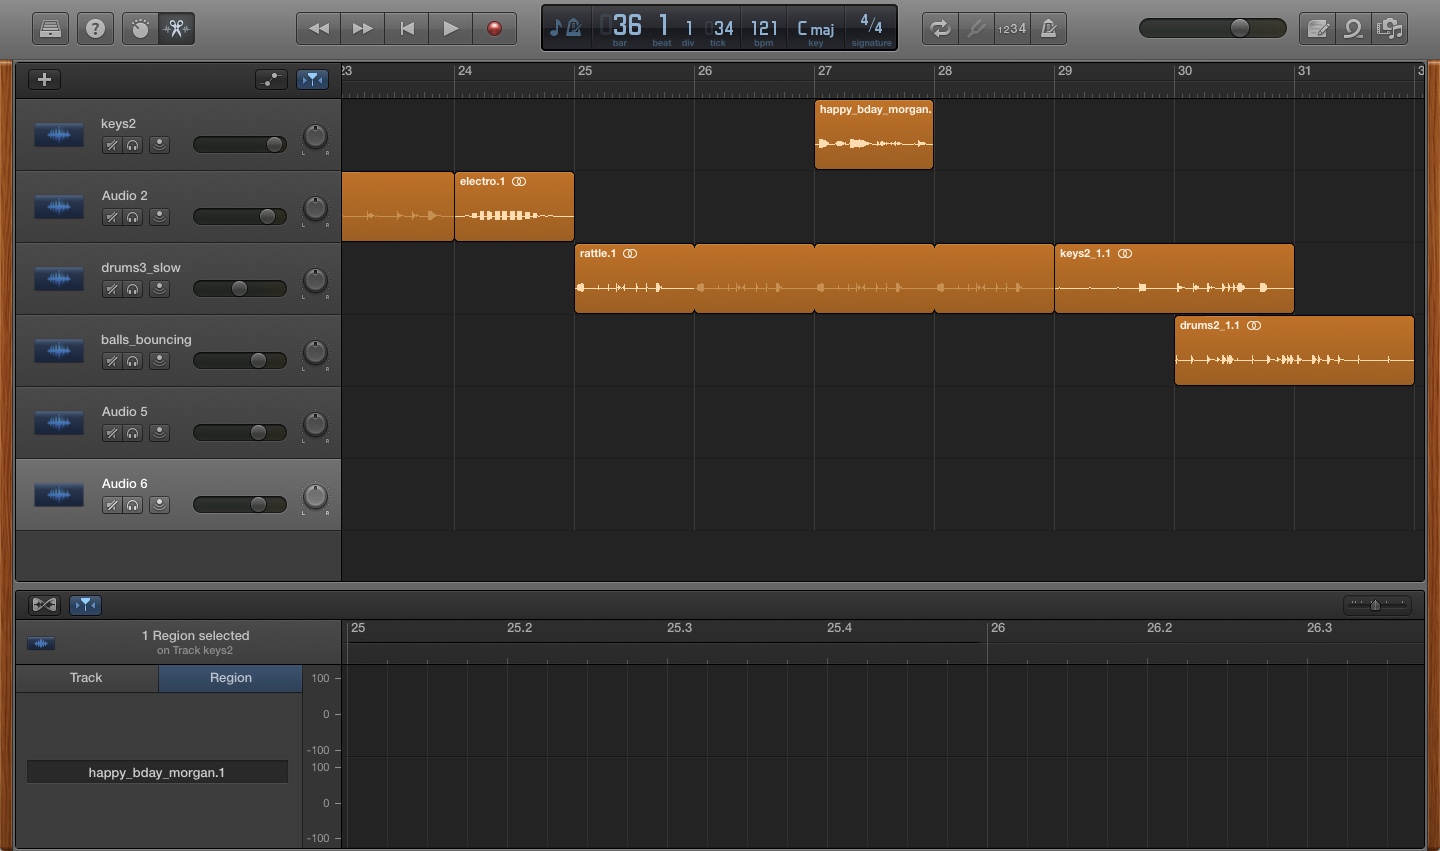 1234
36 1 1 34 121 C maj 4/4
bar beat div tick bpm key signature
23 24 25 26 27 28 29 30 31 3
keys2
L R
happy_bday_morgan.
Audio 2
L R
electro.1
drums3_slow
L R
rattle.1
keys2_1.1
balls_bouncing
L R
drums2_1.1
Audio 5
L R
Audio 6
L R
1 Region selected
on Track keys2
25 25.2 25.3 25.4 26 26.2 26.3
Track Region
100
0
-100
100
0
-100
happy_bday_morgan.1